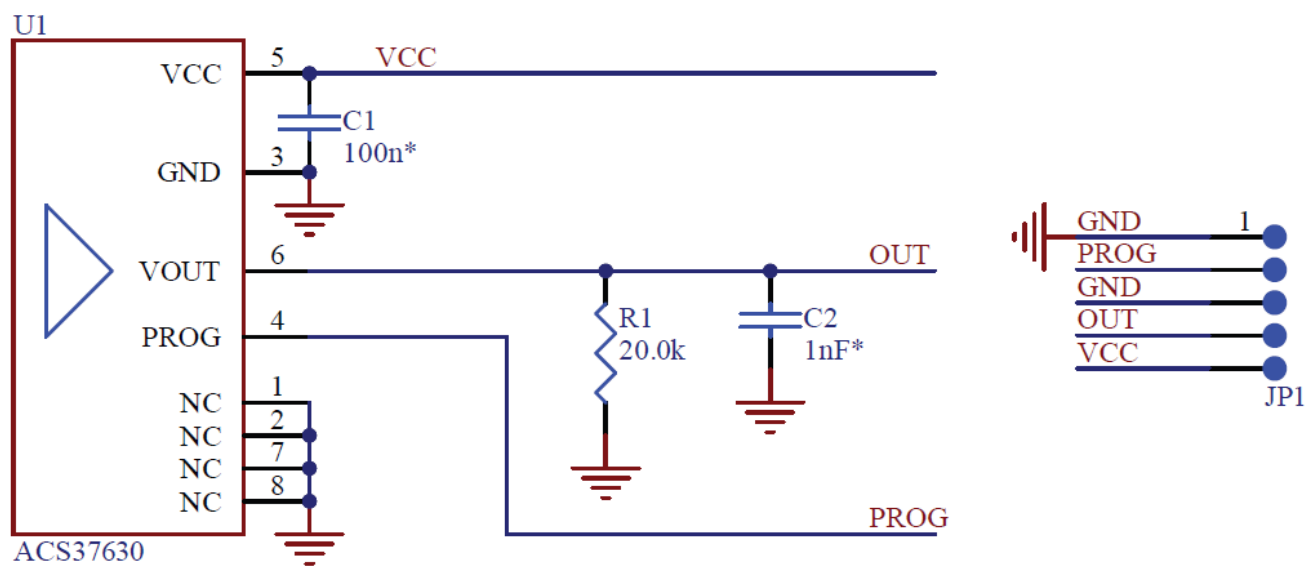 U1
VCC 5 VCC
C1
100n*
GND 3
VOUT 6 OUT
PROG 4
R1
20.0k
C2
1nF*
NC 1
NC 2
NC 7
NC 8
PROG
ACS37630
GND 1
PROG
GND
OUT
VCC
JP1